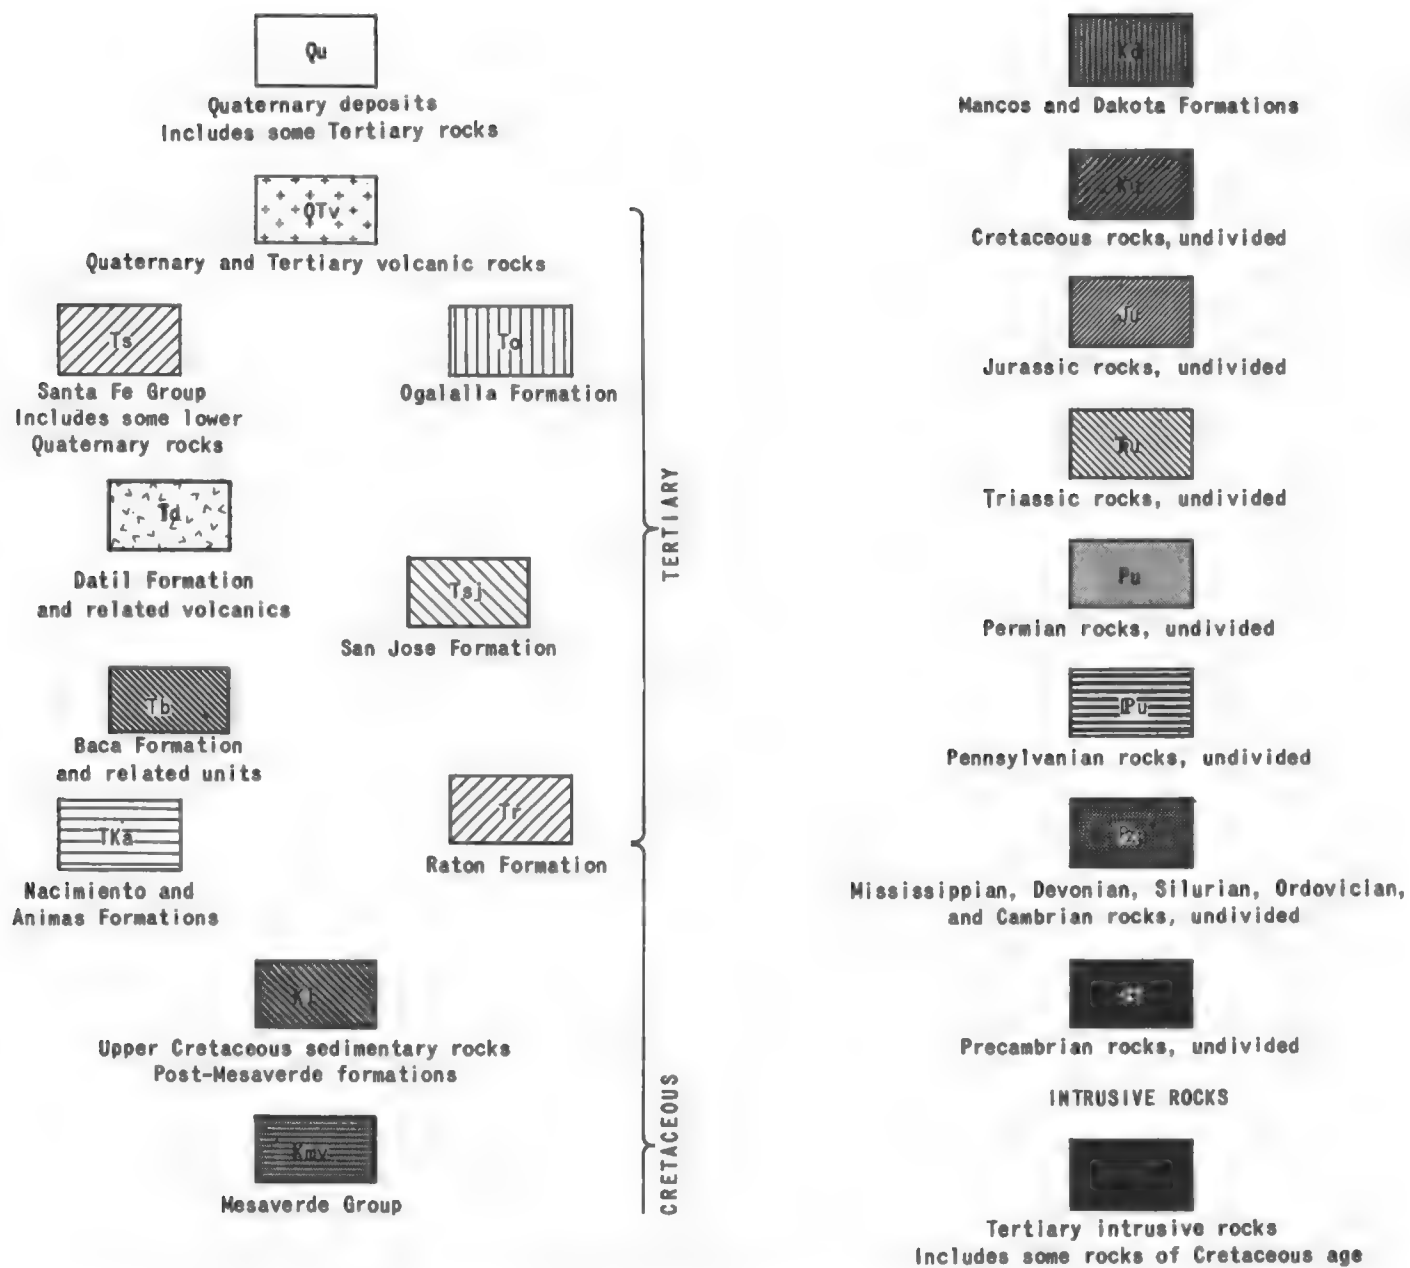 Qu
Quaternary deposits
Includes some Tertiary rocks
QTv
Quaternary and Tertiary volcanic rocks
Ts
Santa Fe Group
Includes some lower
Quaternary rocks
To
Ogalalla Formation
Td
Datil Formation
and related volcanics
Tsj
San Jose Formation
Tb
Baca Formation
and related units
Tr
Raton Formation
TKa
Nacimiento and
Animas Formations
TERTIARY
Upper Cretaceous sedimentary rocks
Post-Mesaverde formations
Kmv
Mesaverde Group
CRETACEOUS
Kd
Mancos and Dakota Formations
Cretaceous rocks, undivided
Ju
Jurassic rocks, undivided
Triassic rocks, undivided
Pu
Permian rocks, undivided
IPu
Pennsylvanian rocks, undivided
Mississippian, Devonian, Silurian, Ordovician,
and Cambrian rocks, undivided
Precambrian rocks, undivided
INTRUSIVE ROCKS
Tertiary intrusive rocks
Includes some rocks of Cretaceous age